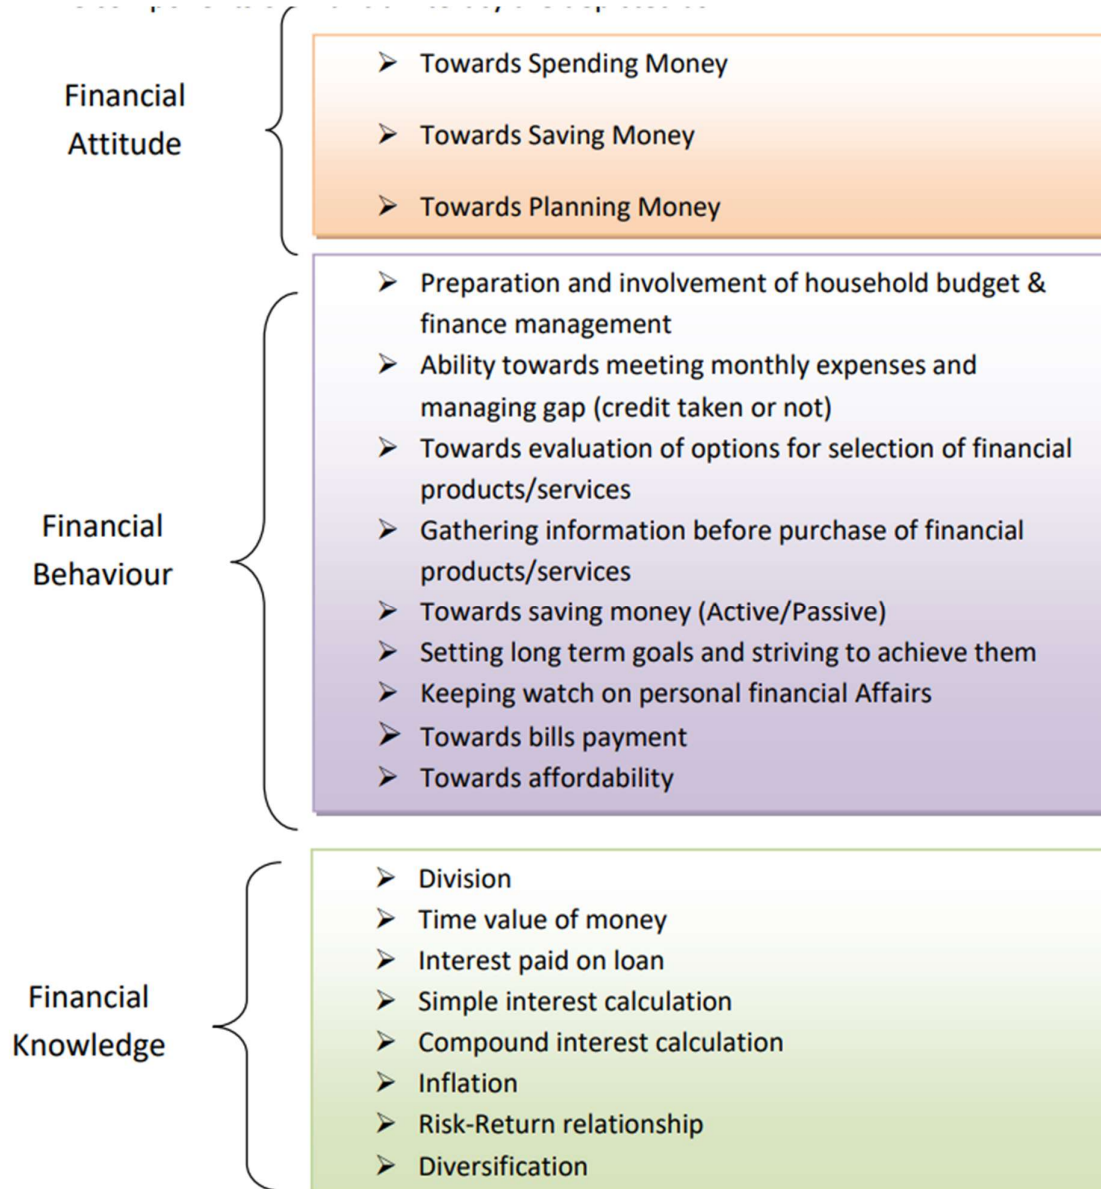 Financial
Attitude
➢ Towards Spending Money
➢ Towards Saving Money
➢ Towards Planning Money
Financial
Behaviour
➢ Preparation and involvement of household budget &
finance management
➢ Ability towards meeting monthly expenses and
managing gap (credit taken or not)
➢ Towards evaluation of options for selection of financial
products/services
➢ Gathering information before purchase of financial
products/services
➢ Towards saving money (Active/Passive)
➢ Setting long term goals and striving to achieve them
➢ Keeping watch on personal financial Affairs
➢ Towards bills payment
➢ Towards affordability
Financial
Knowledge
➢ Division
➢ Time value of money
➢ Interest paid on loan
➢ Simple interest calculation
➢ Compound interest calculation
➢ Inflation
➢ Risk-Return relationship
➢ Diversification